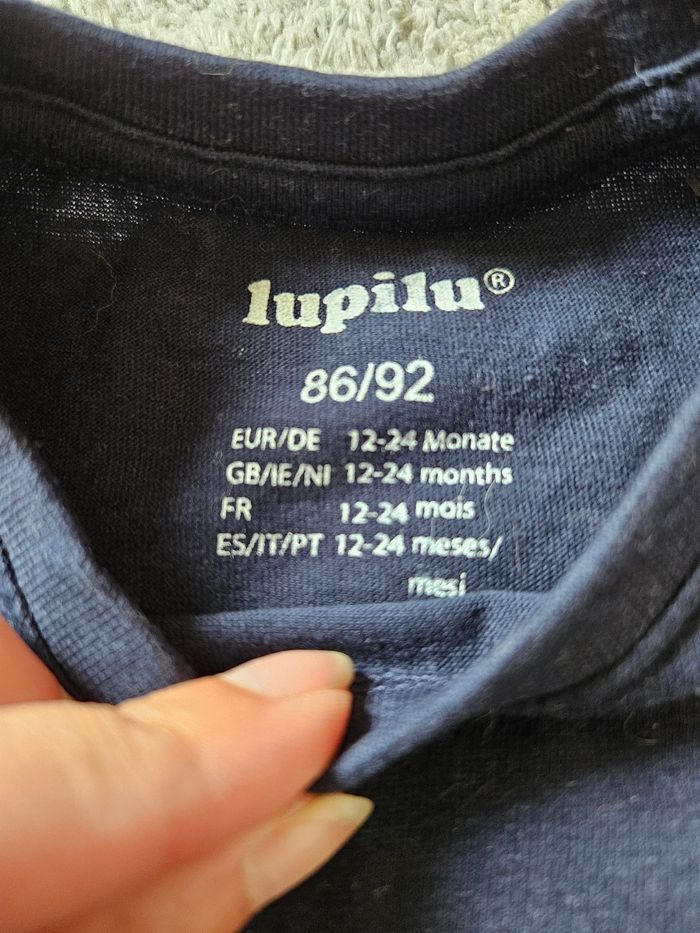 lupilu®
86/92
EUR/DE 12-24 Monate
GB/IE/NI 12-24 months
FR 12-24 mois
ES/IT/PT 12-24 meses/
mesi